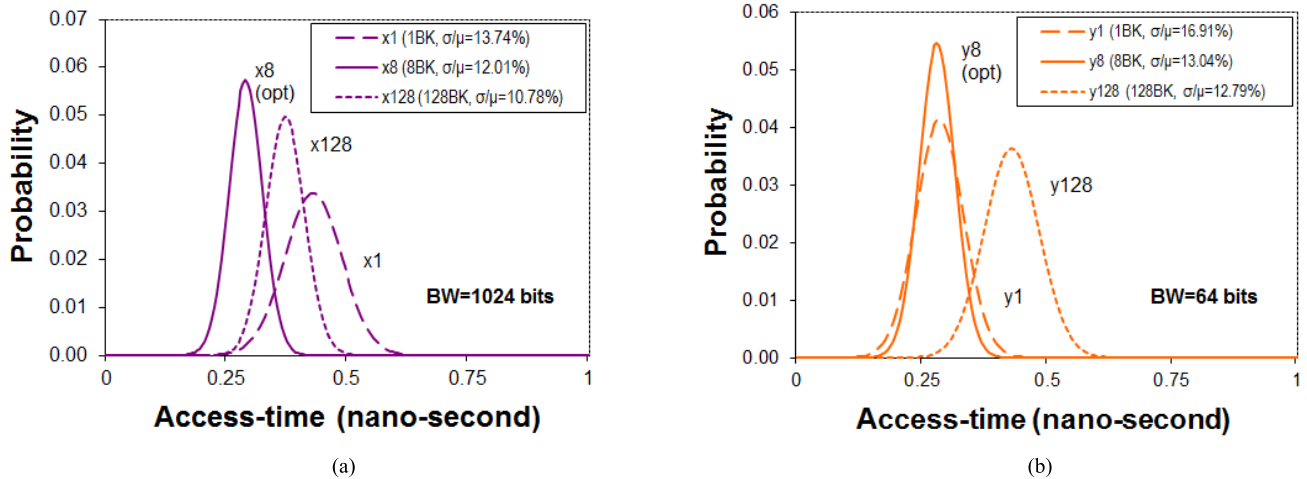 0.07
0.06
0.05
0.04
0.03
0.02
0.01
0.00
Probability
x1 (1BK, σ/µ=13.74%)
x8 (8BK, σ/µ=12.01%)
x128 (128BK, σ/µ=10.78%)
x8
(opt)
x128
x1
BW=1024 bits
0 0.25 0.5 0.75 1
Access-time (nano-second)
(a)
0.06
0.05
0.04
0.03
0.02
0.01
0.00
Probability
y1 (1BK, σ/µ=16.91%)
y8 (8BK, σ/µ=13.04%)
y128 (128BK, σ/µ=12.79%)
y8
(opt)
y128
y1
BW=64 bits
0 0.25 0.5 0.75 1
Access-time (nano-second)
(b)